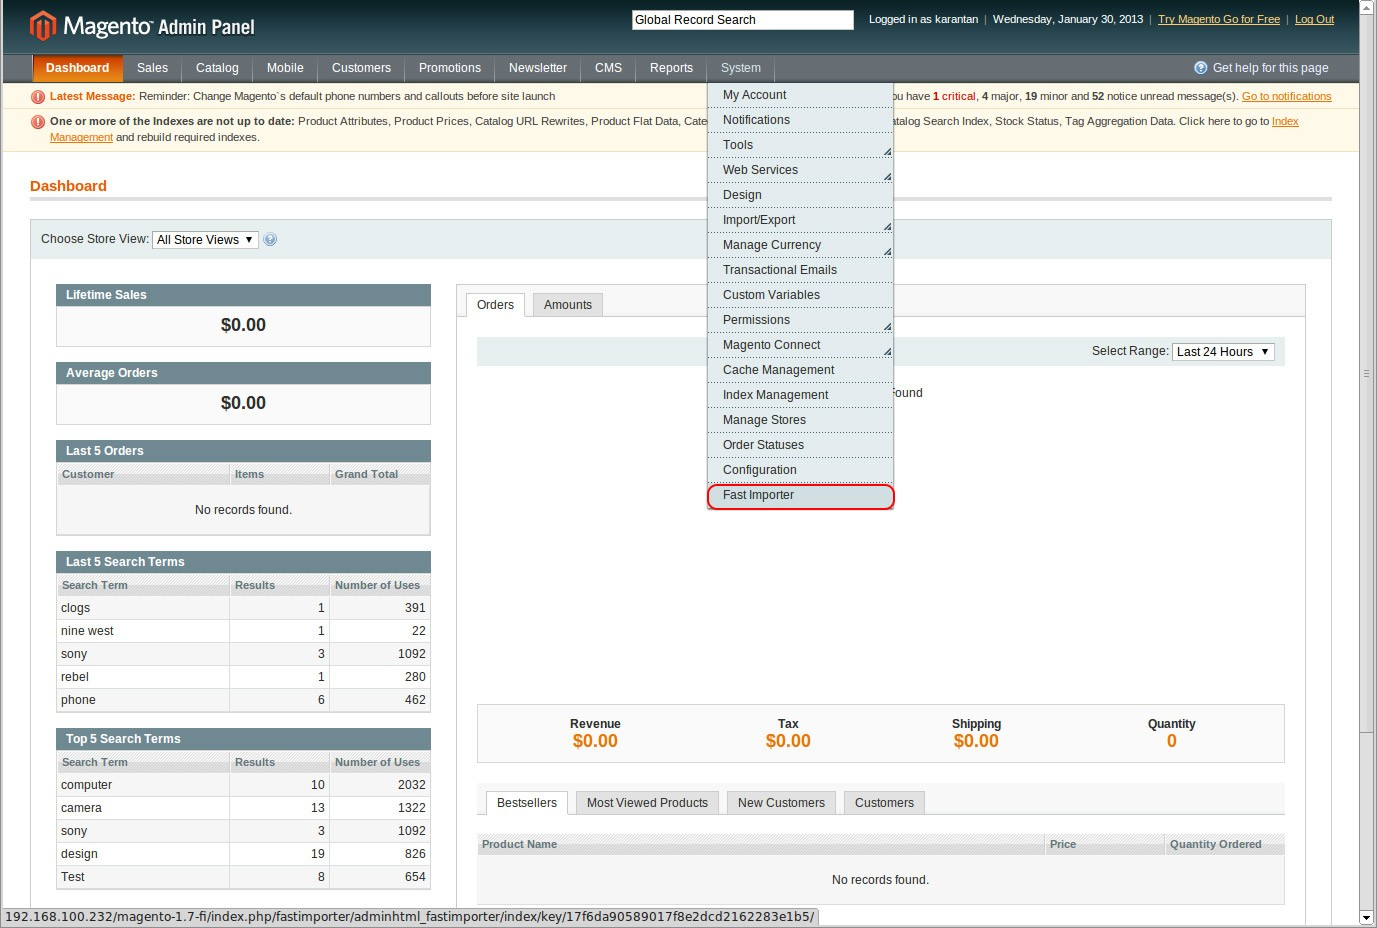 Magento™ Admin Panel
Global Record Search
Logged in as karantan | Wednesday, January 30, 2013 | Try Magento Go for Free | Log Out
Dashboard Sales Catalog Mobile Customers Promotions Newsletter CMS Reports System Get help for this page
Latest Message: Reminder: Change Magento`s default phone numbers and callouts before site launch
have 1 critical, 4 major, 19 minor and 52 notice unread message(s). Go to notifications
One or more of the Indexes are not up to date: Product Attributes, Product Prices, Catalog URL Rewrites, Product Flat Data,
Search Index, Stock Status, Tag Aggregation Data. Click here to go to Index
Management and rebuild required indexes.
My Account
Notifications
Tools
Web Services
Design
Import/Export
Manage Currency
Transactional Emails
Custom Variables
Permissions
Magento Connect
Cache Management
Index Management
Manage Stores
Order Statuses
Configuration
Fast Importer
Dashboard
Choose Store View: All Store Views
Lifetime Sales
$0.00
Average Orders
$0.00
Last 5 Orders
Customer Items Grand Total
No records found.
Last 5 Search Terms
Search Term Results Number of Uses
clogs 1 391
nine west 1 22
sony 3 1092
rebel 1 280
phone 6 462
Top 5 Search Terms
Search Term Results Number of Uses
computer 10 2032
camera 13 1322
sony 3 1092
design 19 826
Test 8 654
Orders Amounts
Select Range: Last 24 Hours
Found
Revenue Tax Shipping Quantity
$0.00 $0.00 $0.00 0
Bestsellers Most Viewed Products New Customers Customers
Product Name Price Quantity Ordered
No records found.
192.168.100.232/magento-1.7-fi/index.php/fastimporter/adminhtml_fastimporter/index/key/17f6da90589017f8e2dcd2162283e1b5/